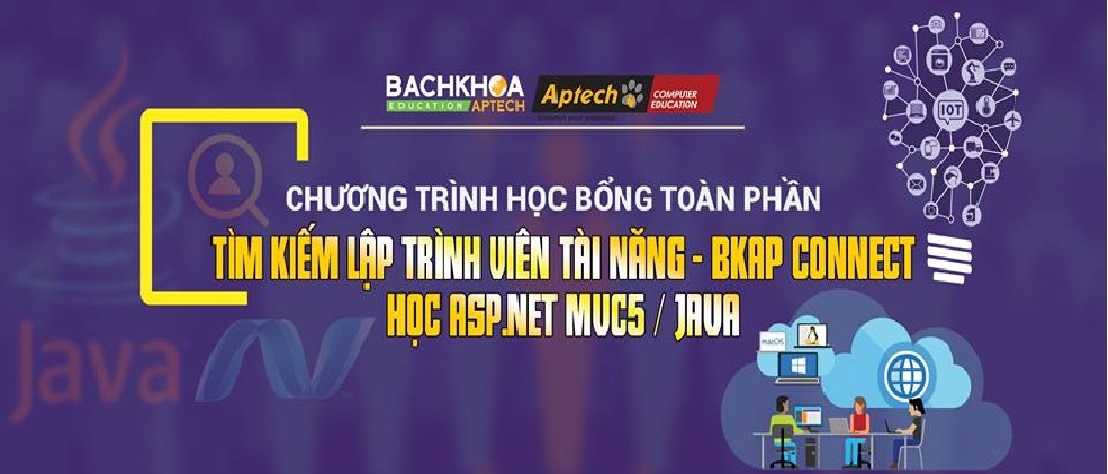 BACHKHOA
EDUCATION APTECH
Aptech COMPUTER EDUCATION
CHƯƠNG TRÌNH HỌC BỔNG TOÀN PHẦN
TÌM KIẾM LẬP TRÌNH VIÊN TÀI NĂNG - BKAP CONNECT
HỌC ASP.NET MVC5 / JAVA
IOT
Java
macOS